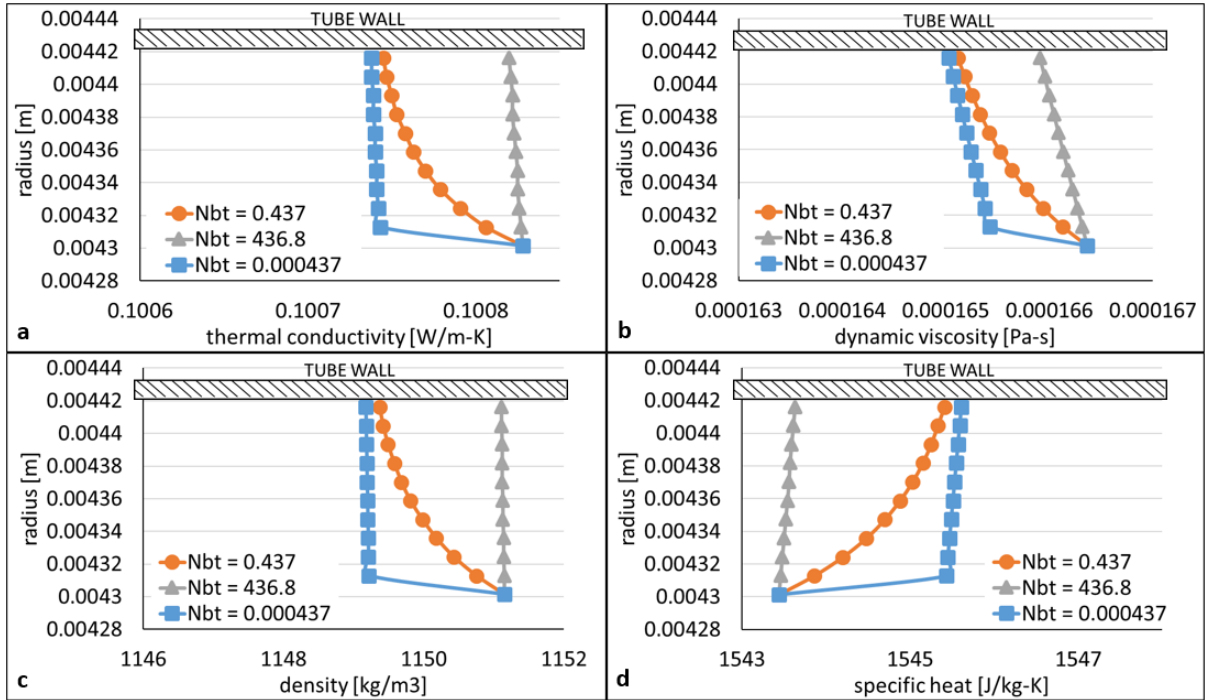 TUBE WALL
0.00444
0.00442
0.0044
0.00438
0.00436
0.00434
0.00432
0.0043
0.00428
radius [m]
Nbt = 0.437
Nbt = 436.8
Nbt = 0.000437
0.1006 0.1007 0.1008
a thermal conductivity [W/m-K]
TUBE WALL
0.00444
0.00442
0.0044
0.00438
0.00436
0.00434
0.00432
0.0043
0.00428
radius [m]
Nbt = 0.437
Nbt = 436.8
Nbt = 0.000437
0.000163 0.000164 0.000165 0.000166 0.000167
b dynamic viscosity [Pa-s]
TUBE WALL
0.00444
0.00442
0.0044
0.00438
0.00436
0.00434
0.00432
0.0043
0.00428
radius [m]
Nbt = 0.437
Nbt = 436.8
Nbt = 0.000437
1146 1148 1150 1152
c density [kg/m3]
TUBE WALL
0.00444
0.00442
0.0044
0.00438
0.00436
0.00434
0.00432
0.0043
0.00428
radius [m]
Nbt = 0.437
Nbt = 436.8
Nbt = 0.000437
1543 1545 1547
d specific heat [J/kg-K]